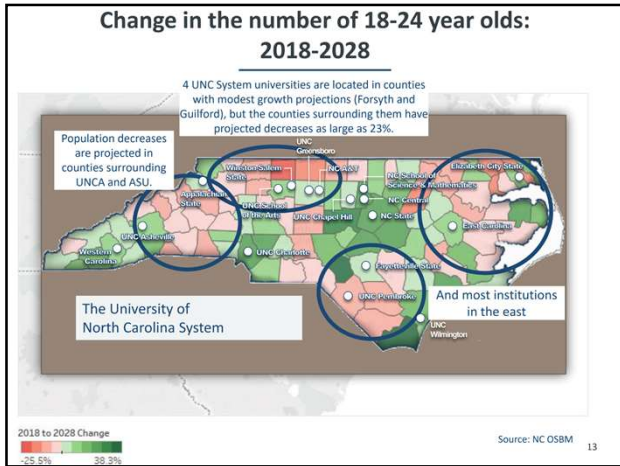 Change in the number of 18-24 year olds:
2018-2028
4 UNC System universities are located in counties
with modest growth projections (Forsyth and
Guilford), but the counties surrounding them have
projected decreases as large as 23%.
Population decreases
are projected in
counties surrounding
UNCA and ASU.
UNC
Greensboro
Winston-Salem
State
NC A&T
NC School of
Science & Mathematics
Elizabeth City State
Appalachian
State
UNC School
of the Arts
UNC Chapel Hill
NC Central
NC State
East Carolina
UNC Asheville
Western
Carolina
UNC Charlotte
Fayetteville State
UNC Pembroke
And most institutions
in the east
The University of
North Carolina System
UNC
Wilmington
2018 to 2028 Change
-25.5%
38.3%
Source: NC OSBM
13